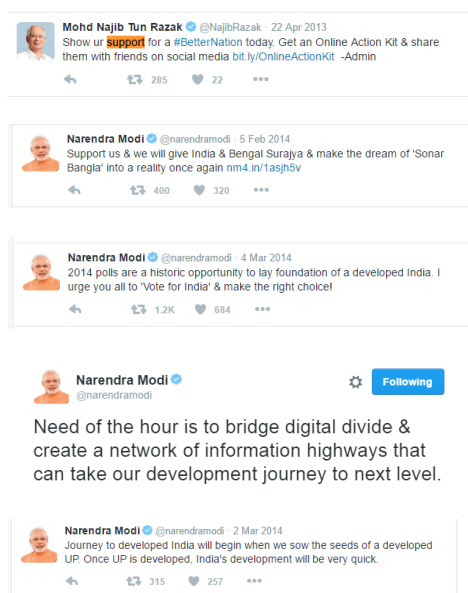 Mohd Najib Tun Razak @NajibRazak · 22 Apr 2013
Show ur support for a #BetterNation today. Get an Online Action Kit & share
them with friends on social media bit.ly/OnlineActionKit -Admin
285 22
Narendra Modi @narendramodi · 5 Feb 2014
Support us & we will give India & Bengal Surajya & make the dream of 'Sonar
Bangla' into a reality once again nm4.in/1asjh5v
400 320
Narendra Modi @narendramodi · 4 Mar 2014
2014 polls are a historic opportunity to lay foundation of a developed India. I
urge you all to 'Vote for India' & make the right choice!
1.2K 684
Narendra Modi
@narendramodi
Following
Need of the hour is to bridge digital divide &
create a network of information highways that
can take our development journey to next level.
Narendra Modi @narendramodi · 2 Mar 2014
Journey to developed India will begin when we sow the seeds of a developed
UP. Once UP is developed, India's development will be very quick.
315 257